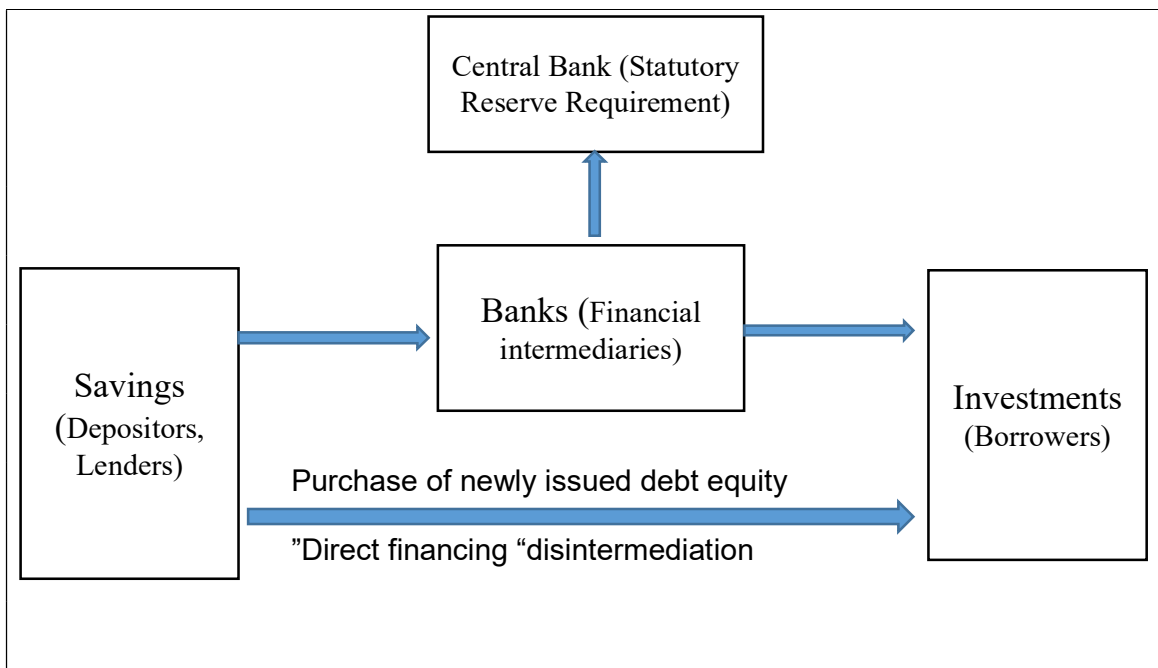 Central Bank (Statutory
Reserve Requirement)
Banks (Financial
intermediaries)
Savings
(Depositors,
Lenders)
Investments
(Borrowers)
Purchase of newly issued debt equity
”Direct financing “disintermediation